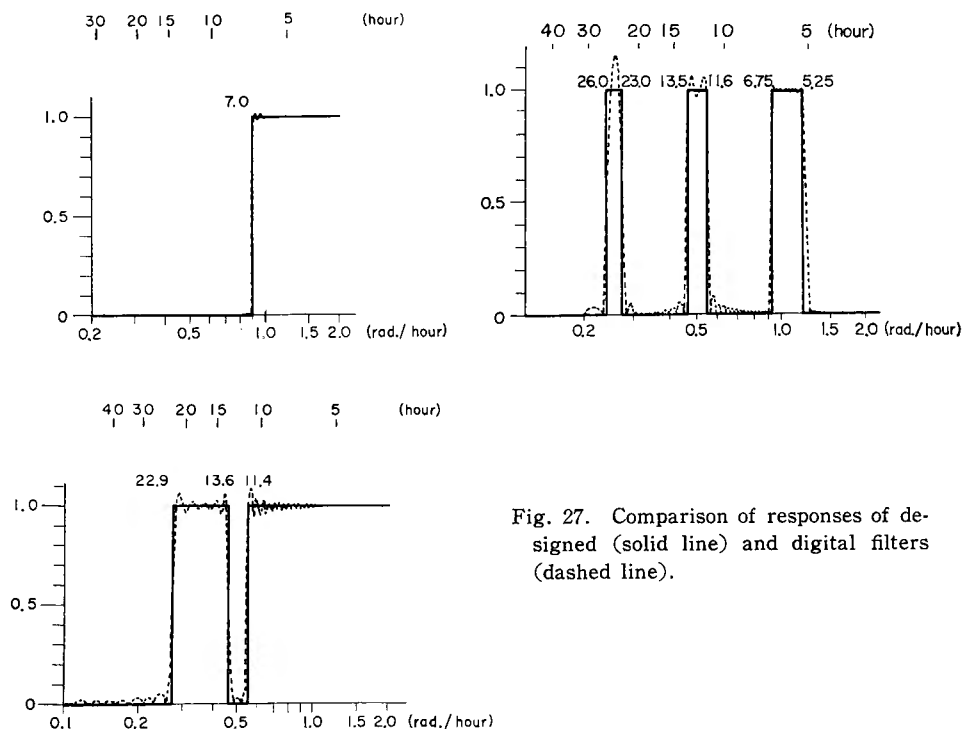 30 20 15 10 5 (hour)
7.0
1.0
0.5
0
0.2 0.5 1.0 1.5 2.0 (rad./hour)
40 30 20 15 10 5 (hour)
26.0 23.0 13.5 11.6 6.75 5.25
1.0
0.5
0
0.2 0.5 1.0 1.5 2.0 (rad./hour)
40 30 20 15 10 5 (hour)
22.9 13.6 11.4
1.0
0.5
0
0.1 0.2 0.5 1.0 1.5 2.0 (rad./hour)
Fig. 27. Comparison of responses of de-
signed (solid line) and digital filters
(dashed line).